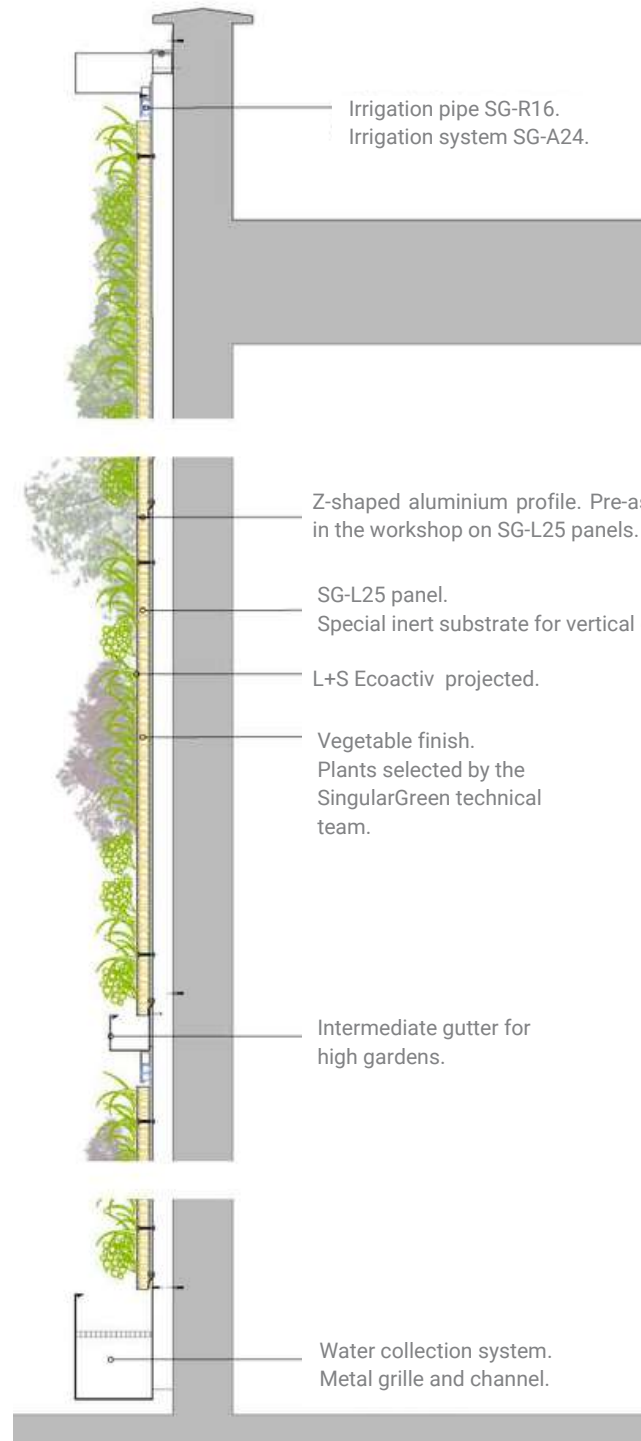 Irrigation pipe SG-R16.
Irrigation system SG-A24.
Z-shaped aluminium profile. Pre-as
in the workshop on SG-L25 panels.
SG-L25 panel.
Special inert substrate for vertical
L+S Ecoactiv projected.
Vegetable finish.
Plants selected by the
SingularGreen technical
team.
Intermediate gutter for
high gardens.
Water collection system.
Metal grille and channel.